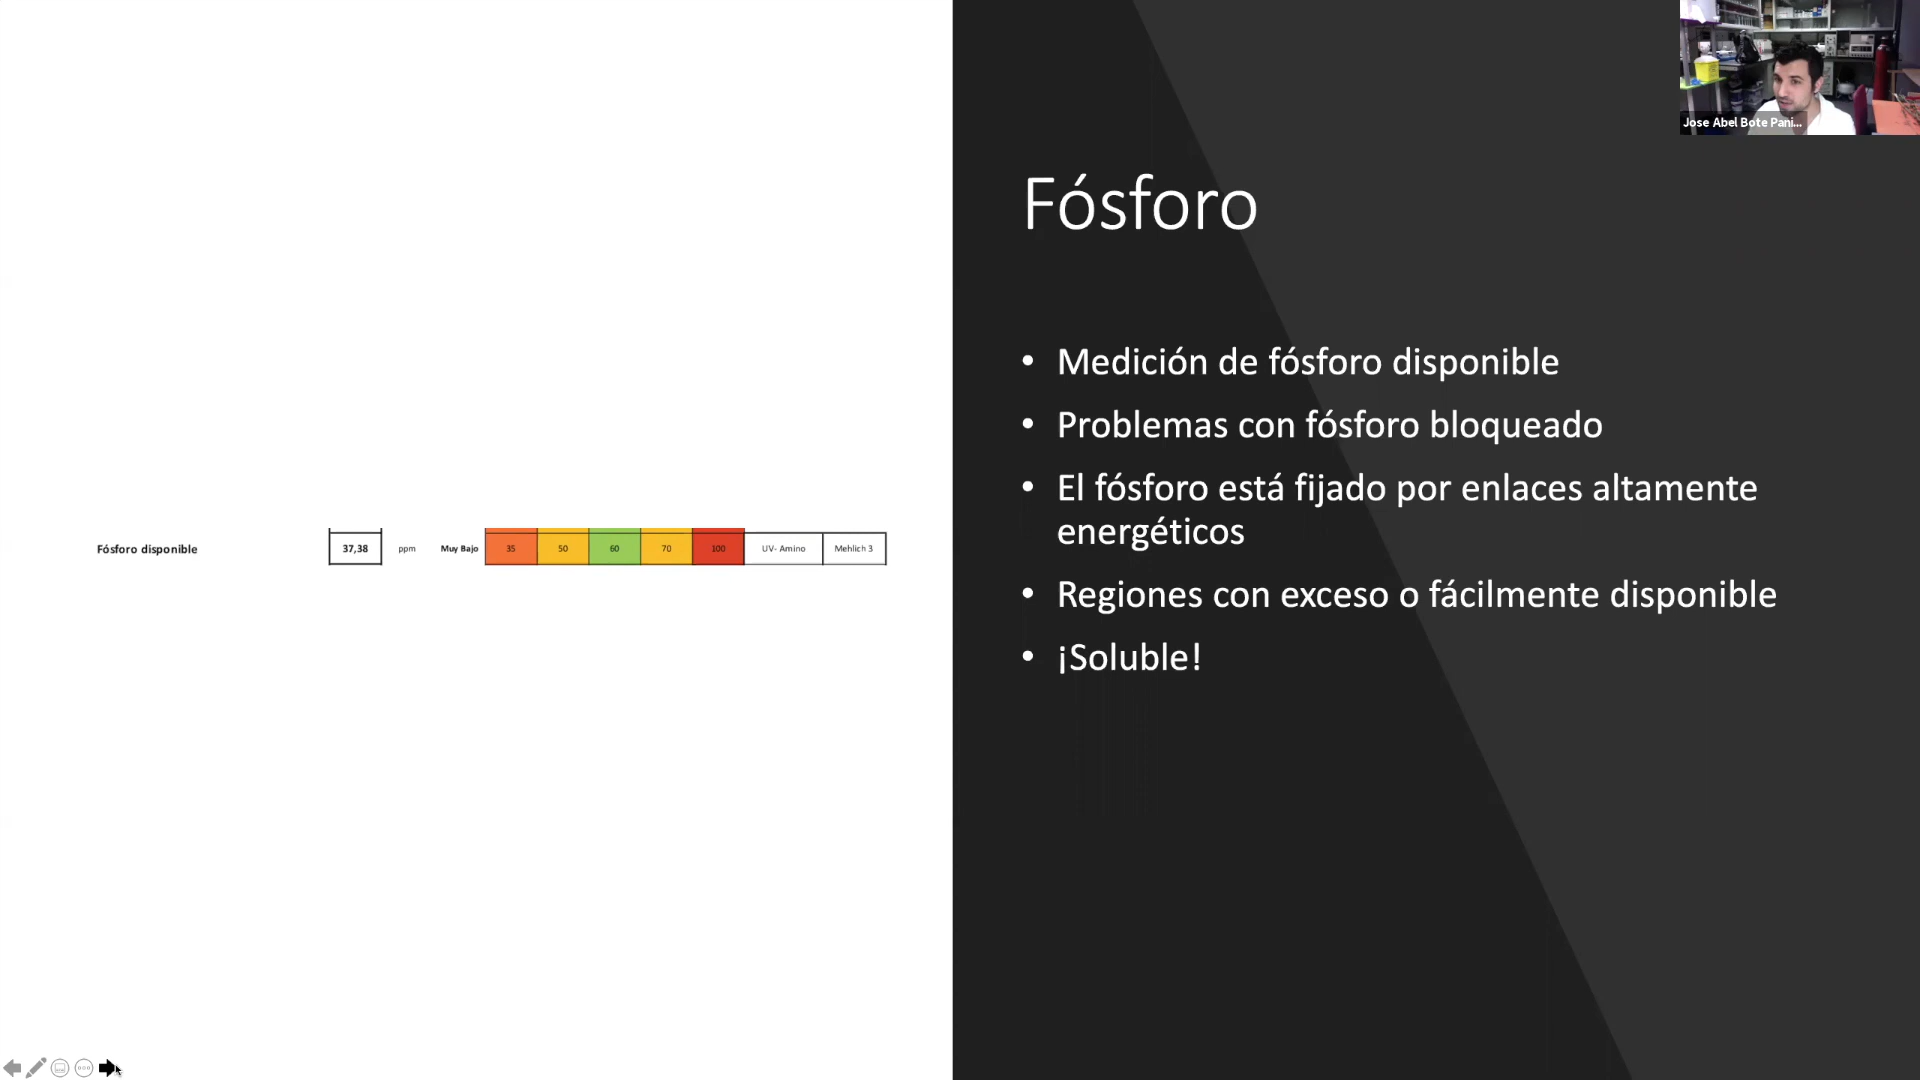 Jose Abel Bote Pani...
Fósforo
• Medición de fósforo disponible
• Problemas con fósforo bloqueado
• El fósforo está fijado por enlaces altamente
energéticos
• Regiones con exceso o fácilmente disponible
• ¡Soluble!
Fósforo disponible 37,38 ppm Muy Bajo 35 50 60 70 100 UV- Amino Mehlich 3